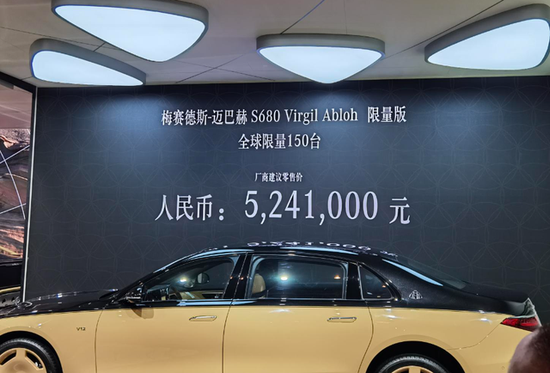 梅赛德斯-迈巴赫 S680 Virgil Abloh 限量版
全球限量150台
厂商建议零售价
人民币：5,241,000 元
V12